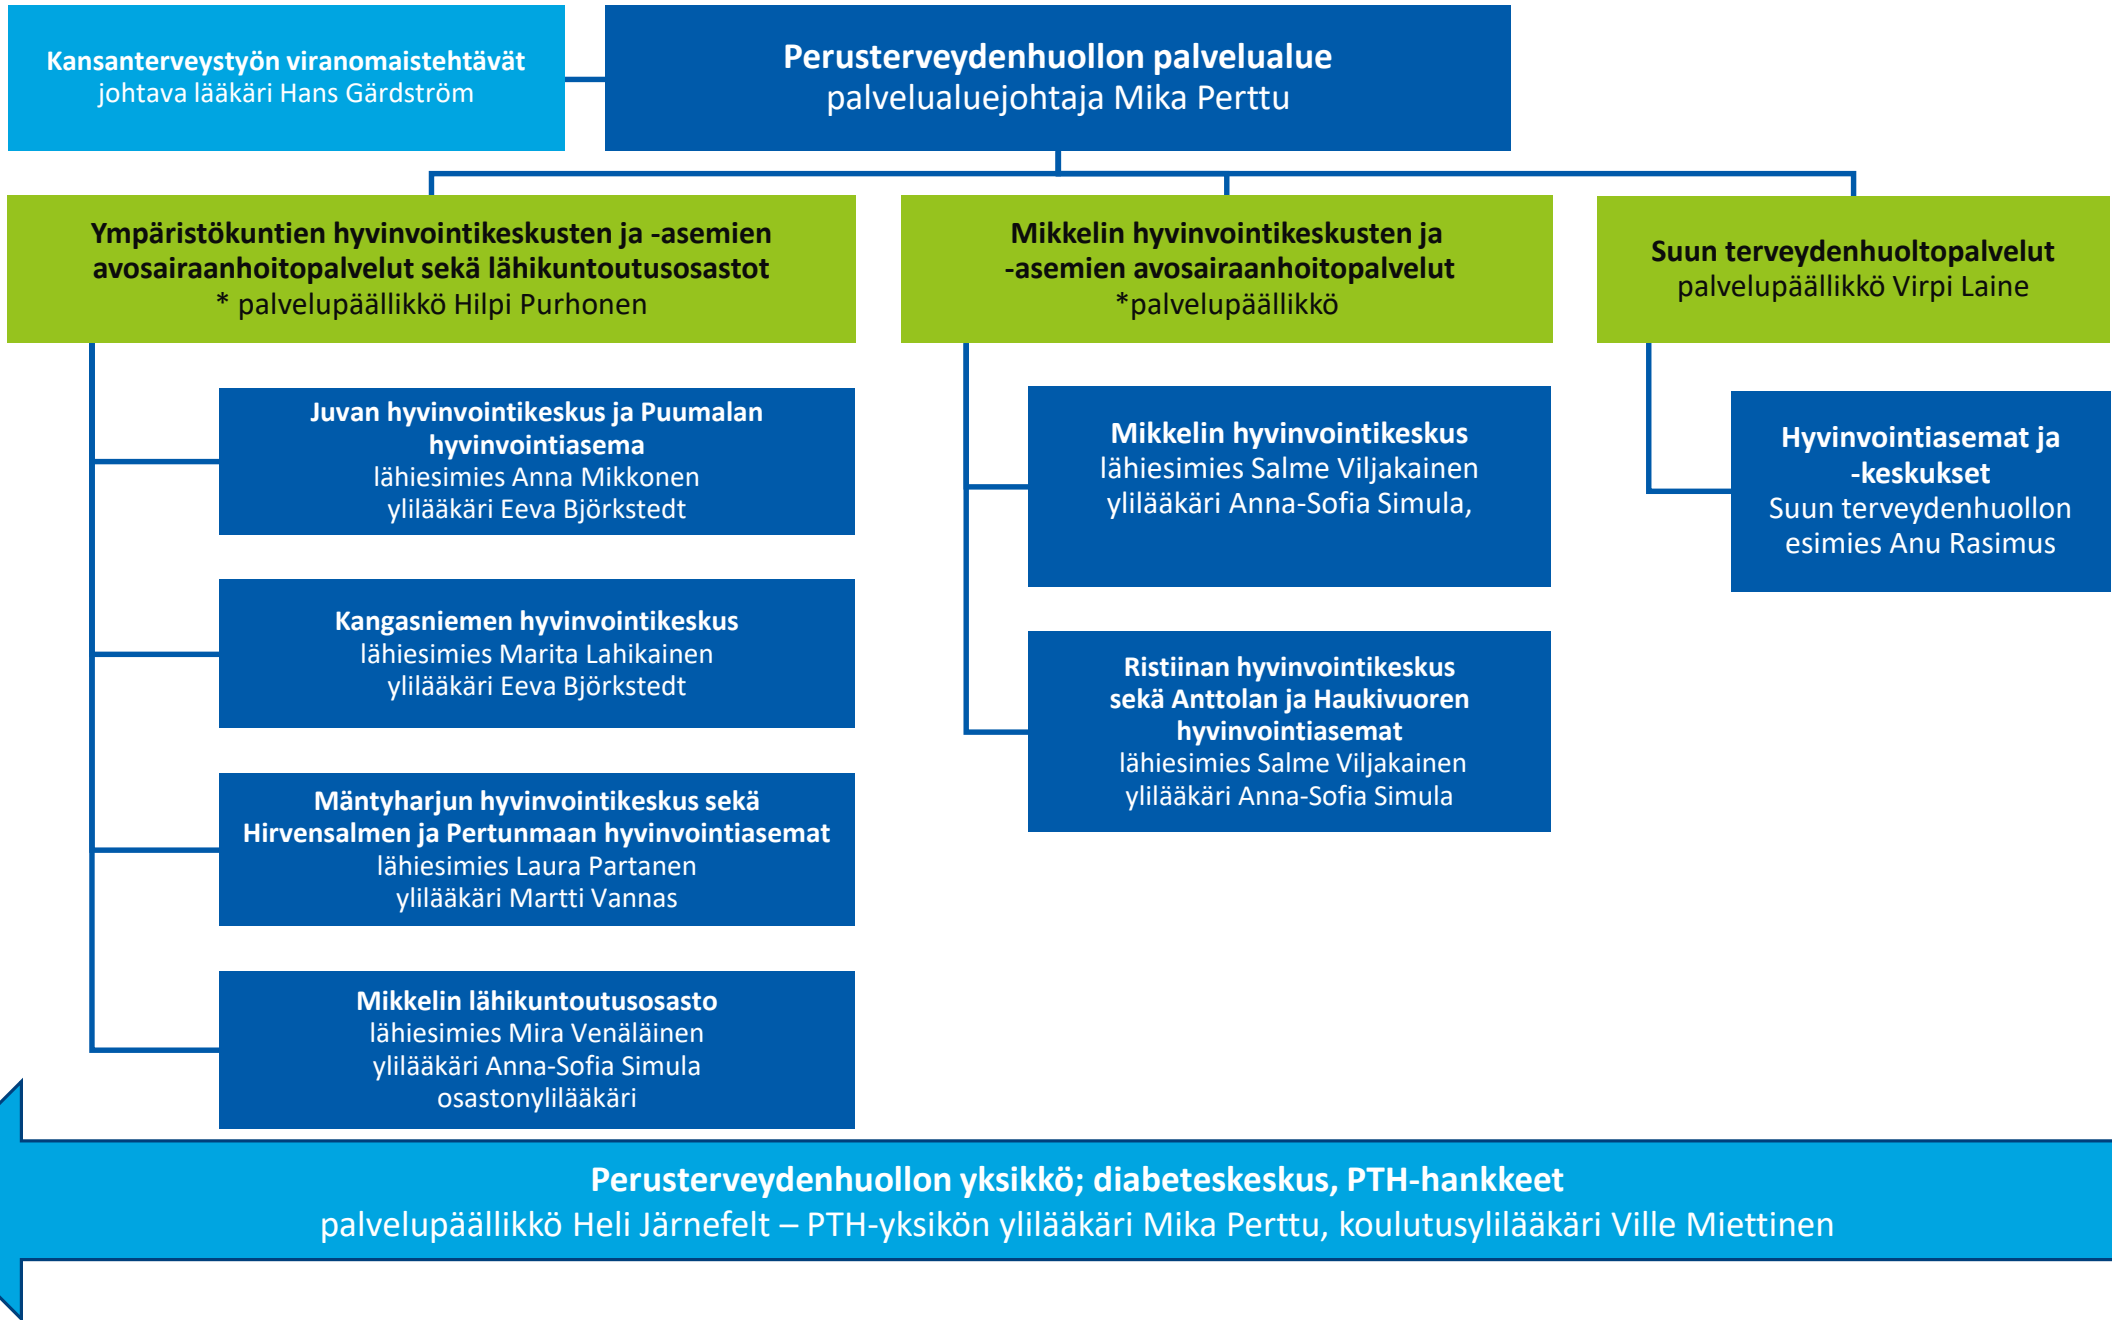 Kansanterveystyön viranomaistehtävät
johtava lääkäri Hans Gärdström
Perusterveydenhuollon palvelualue
palvelualuejohtaja Mika Perttu
Ympäristökuntien hyvinvointikeskusten ja -asemien
avosairaanhoitopalvelut sekä lähikuntoutusosastot
* palvelupäällikkö Hilpi Purhonen
Mikkelin hyvinvointikeskusten ja
-asemien avosairaanhoitopalvelut
*palvelupäällikkö
Suun terveydenhuoltopalvelut
palvelupäällikkö Virpi Laine
Juvan hyvinvointikeskus ja Puumalan
hyvinvointiasema
lähiesimies Anna Mikkonen
ylilääkäri Eeva Björkstedt
Kangasniemen hyvinvointikeskus
lähiesimies Marita Lahikainen
ylilääkäri Eeva Björkstedt
Mäntyharjun hyvinvointikeskus sekä
Hirvensalmen ja Pertunmaan hyvinvointiasemat
lähiesimies Laura Partanen
ylilääkäri Martti Vannas
Mikkelin lähikuntoutusosasto
lähiesimies Mira Venäläinen
ylilääkäri Anna-Sofia Simula
osastonylilääkäri
Mikkelin hyvinvointikeskus
lähiesimies Salme Viljakainen
ylilääkäri Anna-Sofia Simula,
Ristiinan hyvinvointikeskus
sekä Anttolan ja Haukivuoren
hyvinvointiasemat
lähiesimies Salme Viljakainen
ylilääkäri Anna-Sofia Simula
Hyvinvointiasemat ja
-keskukset
Suun terveydenhuollon
esimies Anu Rasimus
Perusterveydenhuollon yksikkö; diabeteskeskus, PTH-hankkeet
palvelupäällikkö Heli Järnefelt – PTH-yksikön ylilääkäri Mika Perttu, koulutusylilääkäri Ville Miettinen